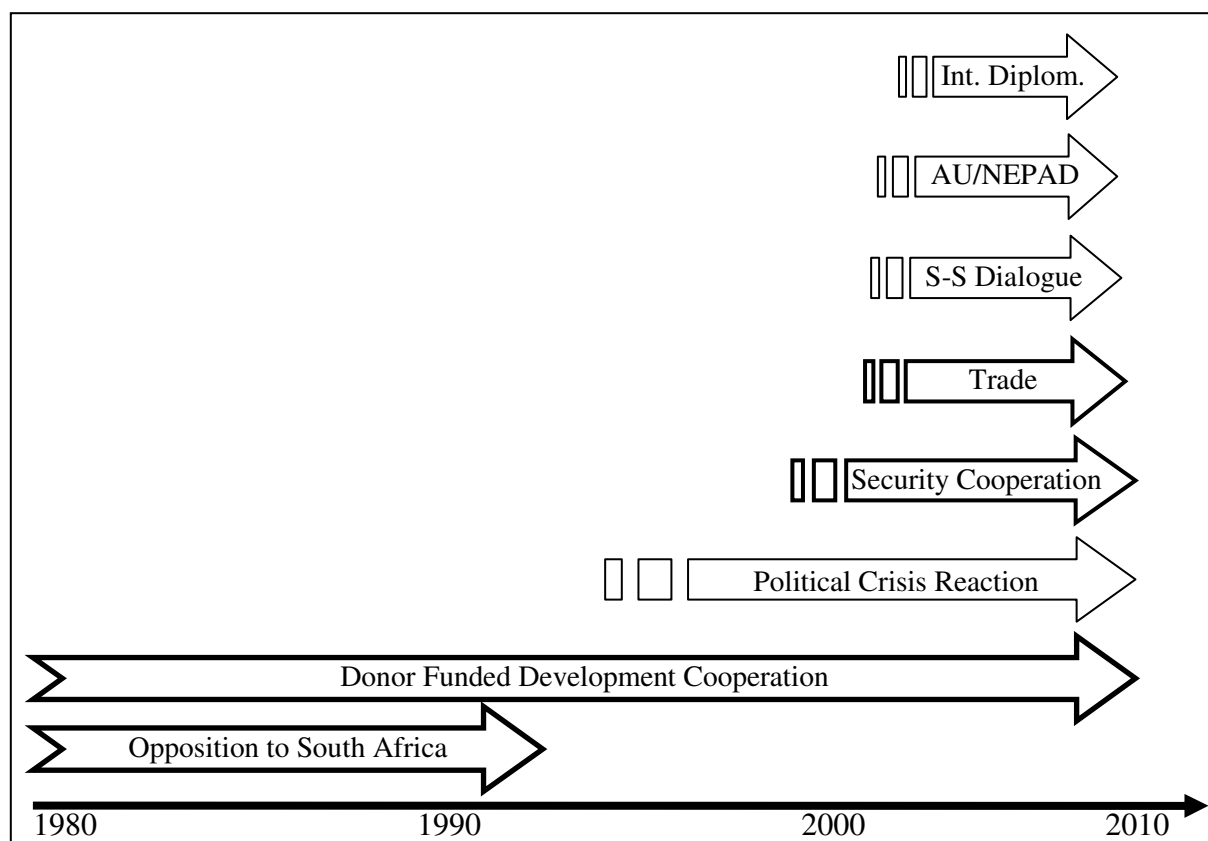 Int. Diplom.
AU/NEPAD
S-S Dialogue
Trade
Security Cooperation
Political Crisis Reaction
Donor Funded Development Cooperation
Opposition to South Africa
1980 1990 2000 2010